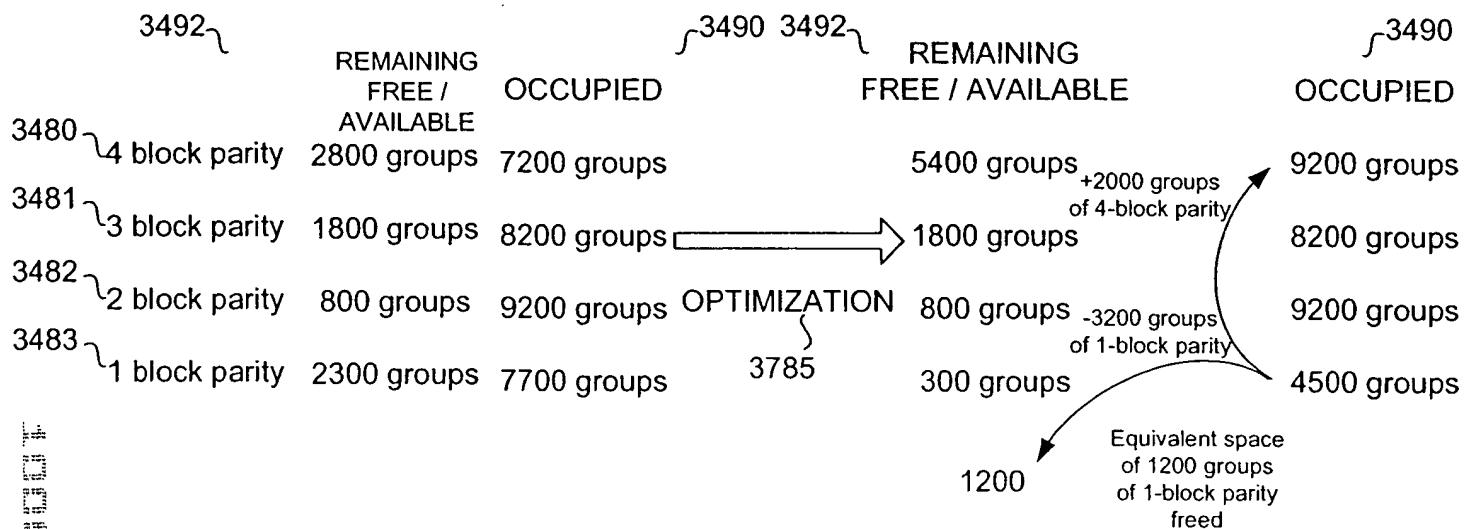 3492 3490 3492 3490
REMAINING FREE / AVAILABLE OCCUPIED REMAINING FREE / AVAILABLE OCCUPIED
3480 4 block parity 2800 groups 7200 groups 5400 groups +2000 groups of 4-block parity 9200 groups
3481 3 block parity 1800 groups 8200 groups 1800 groups 8200 groups
3482 2 block parity 800 groups 9200 groups OPTIMIZATION 800 groups -3200 groups of 1-block parity 9200 groups
3483 1 block parity 2300 groups 7700 groups 3785 300 groups 4500 groups
1200
Equivalent space
of 1200 groups
of 1-block parity
freed